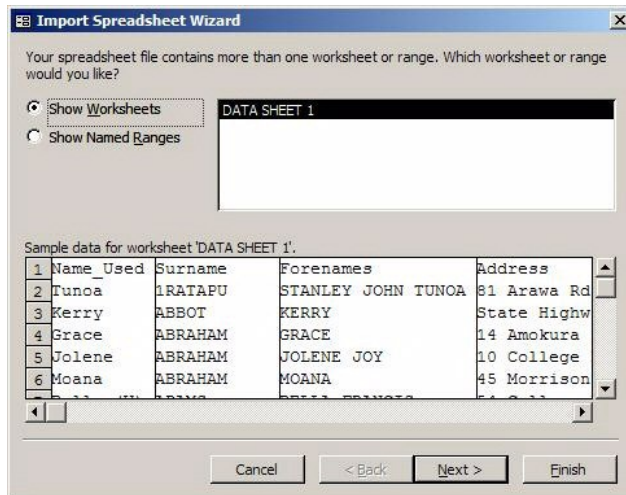 Import Spreadsheet Wizard
Your spreadsheet file contains more than one worksheet or range. Which worksheet or range
would you like?
Show Worksheets
Show Named Ranges
DATA SHEET 1
Sample data for worksheet 'DATA SHEET 1'.
1 Name_Used Surname Forenames Address
2 Tunoa 1RATAPU STANLEY JOHN TUNOA 81 Arawa Rd
3 Kerry ABBOT KERRY State Highw
4 Grace ABRAHAM GRACE 14 Amokura
5 Jolene ABRAHAM JOLENE JOY 10 College
6 Moana ABRAHAM MOANA 45 Morrison
Cancel < Back Next > Finish